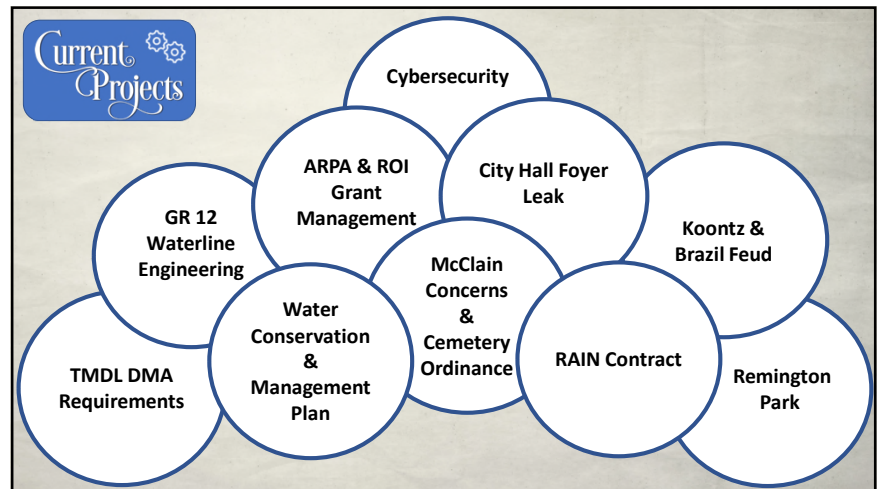 Current
Projects
Cybersecurity
ARPA & ROI
Grant
Management
City Hall Foyer
Leak
GR 12
Waterline
Engineering
Koontz &
Brazil Feud
McClain
Concerns
&
Cemetery
Ordinance
Water
Conservation
&
Management
Plan
RAIN Contract
TMDL DMA
Requirements
Remington
Park